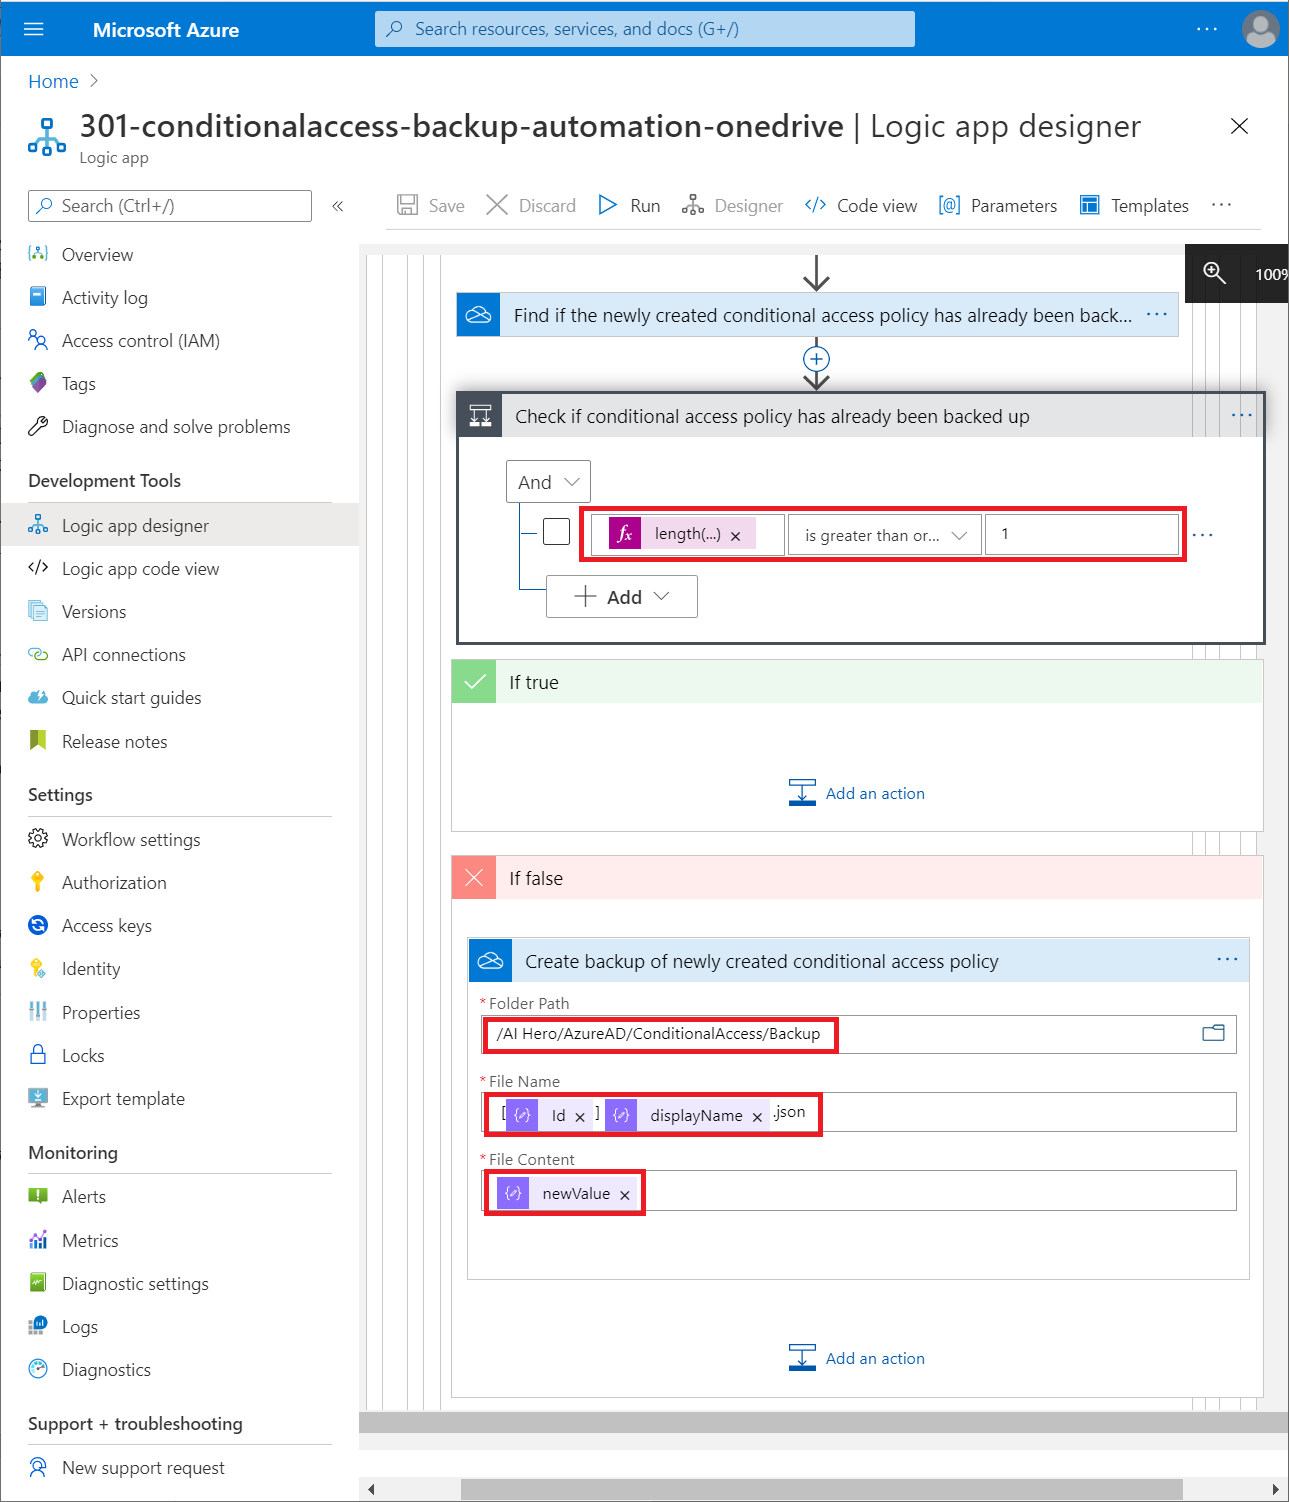 Microsoft Azure
Search resources, services, and docs (G+/)
Home
301-conditionalaccess-backup-automation-onedrive | Logic app designer
Logic app
Search (Ctrl+/)
«
Save
Discard
Run
Designer
Code view
Parameters
Templates
Overview
Activity log
Access control (IAM)
Tags
Diagnose and solve problems
Development Tools
Logic app designer
Logic app code view
Versions
API connections
Quick start guides
Release notes
Settings
Workflow settings
Authorization
Access keys
Identity
Properties
Locks
Export template
Monitoring
Alerts
Metrics
Diagnostic settings
Logs
Diagnostics
Support + troubleshooting
New support request
100%
Find if the newly created conditional access policy has already been back...
Check if conditional access policy has already been backed up
And
fx length(...) ×
is greater than or...
1
Add
If true
Add an action
If false
Create backup of newly created conditional access policy
* Folder Path
/AI Hero/AzureAD/ConditionalAccess/Backup
* File Name
[ Id × ] displayName × .json
* File Content
newValue ×
Add an action